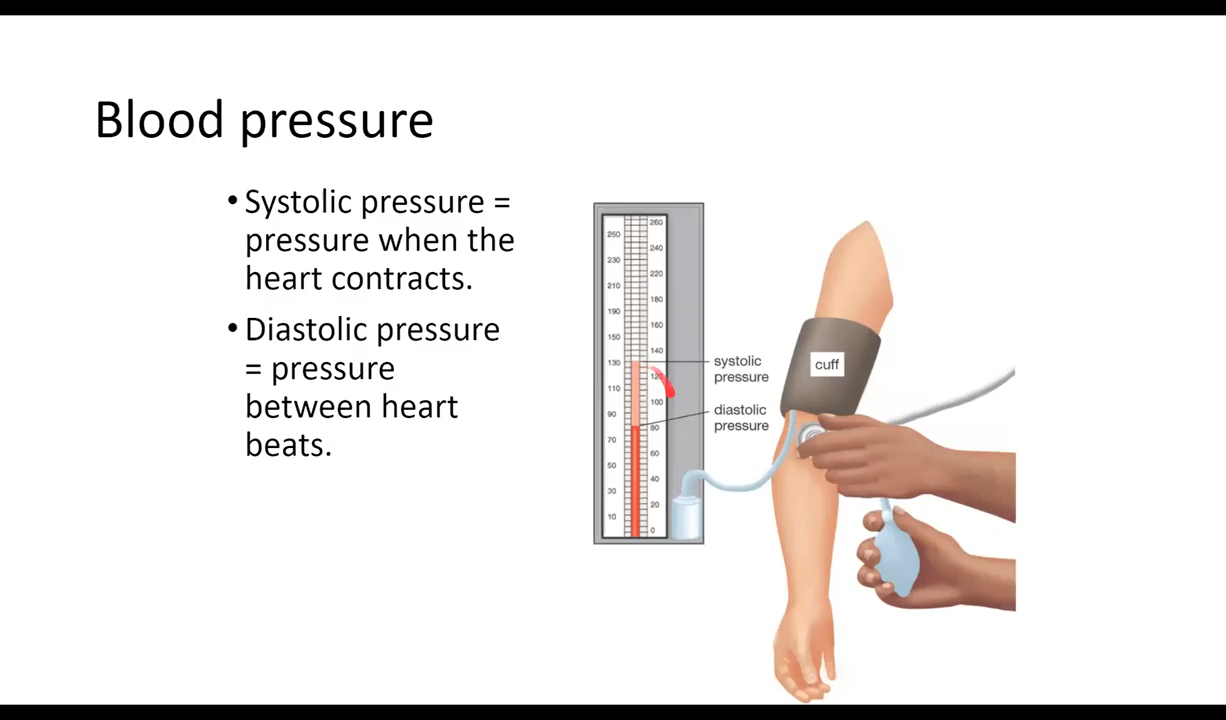 Blood pressure
• Systolic pressure =
pressure when the
heart contracts.
• Diastolic pressure
= pressure
between heart
beats.
260
250
240
230
220
210
200
190
180
160
150
140
130
120
110
100
90
80
70
60
50
40
30
20
10
0
systolic
pressure
diastolic
pressure
cuff